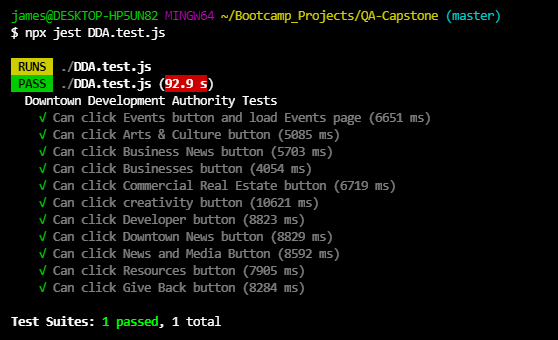 james@DESKTOP-HP5UN82 MINGW64 ~/Bootcamp_Projects/QA-Capstone (master)
$ npx jest DDA.test.js
RUNS ./DDA.test.js
PASS ./DDA.test.js (92.9 s)
Downtown Development Authority Tests
√ Can click Events button and load Events page (6651 ms)
√ Can click Arts & Culture button (5085 ms)
√ Can click Business News button (5703 ms)
√ Can click Businesses button (4054 ms)
√ Can click Commercial Real Estate button (6719 ms)
√ Can click creativity button (10621 ms)
√ Can click Developer button (8823 ms)
√ Can click Downtown News button (8829 ms)
√ Can click News and Media Button (8592 ms)
√ Can click Resources button (7905 ms)
√ Can click Give Back button (8284 ms)
Test Suites: 1 passed, 1 total